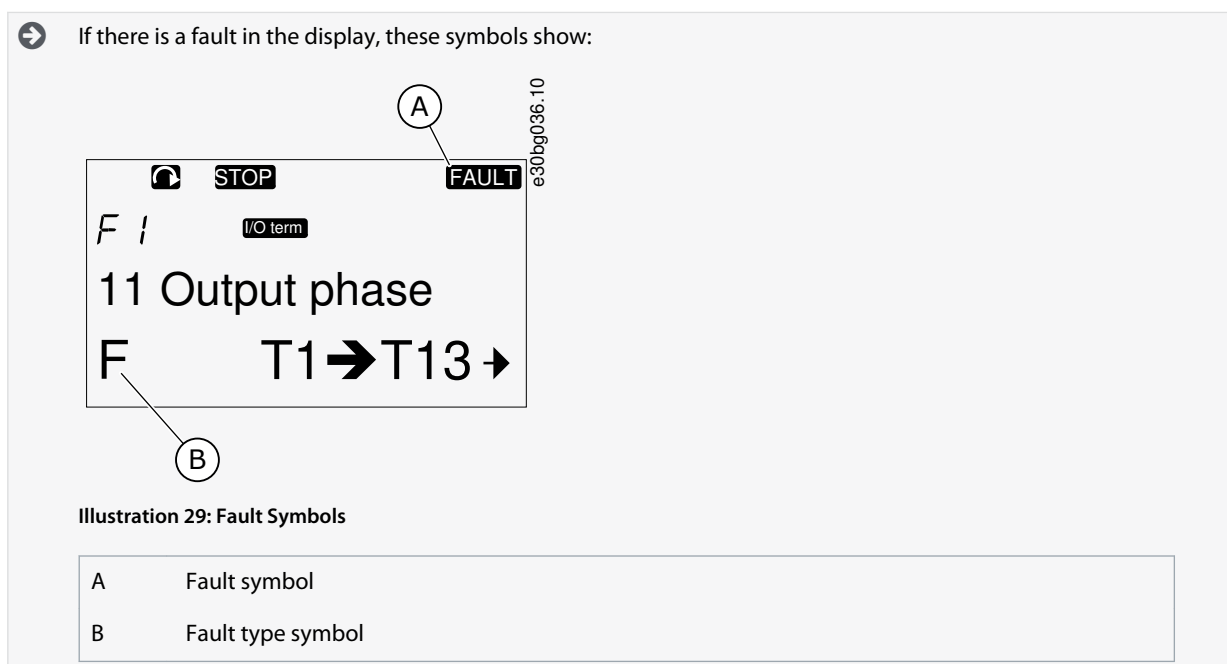 If there is a fault in the display, these symbols show:
A
e30bg036.10
STOP FAULT
F 1 I/O term
11 Output phase
F T1➔T13➔
B
Illustration 29: Fault Symbols
A Fault symbol
B Fault type symbol